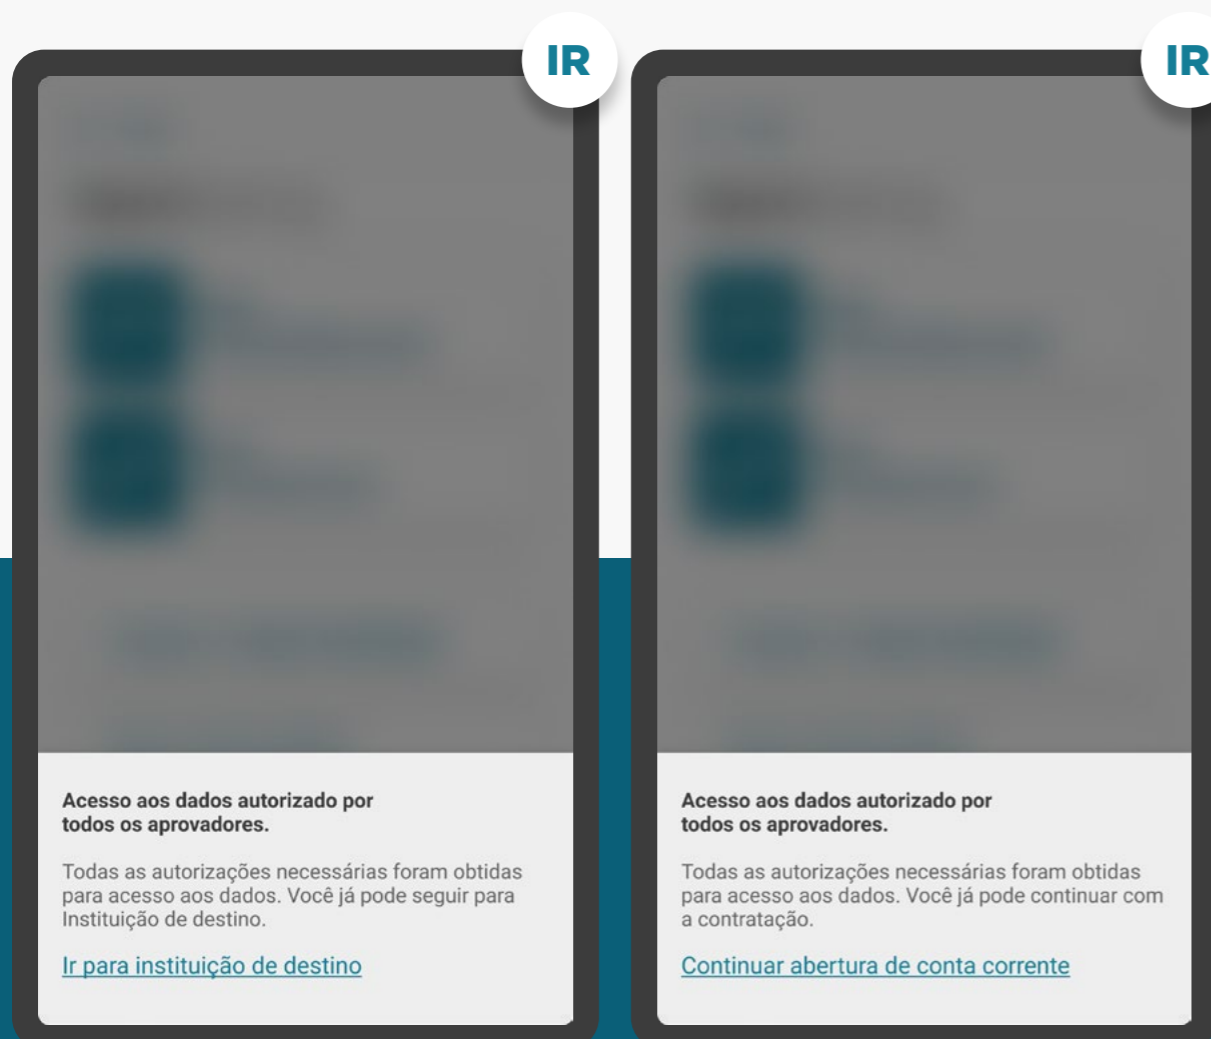 IR
Acesso aos dados autorizado por
todos os aprovadores.
Todas as autorizações necessárias foram obtidas
para acesso aos dados. Você já pode seguir para
Instituição de destino.
Ir para instituição de destino
IR
Acesso aos dados autorizado por
todos os aprovadores.
Todas as autorizações necessárias foram obtidas
para acesso aos dados. Você já pode continuar com
a contratação.
Continuar abertura de conta corrente